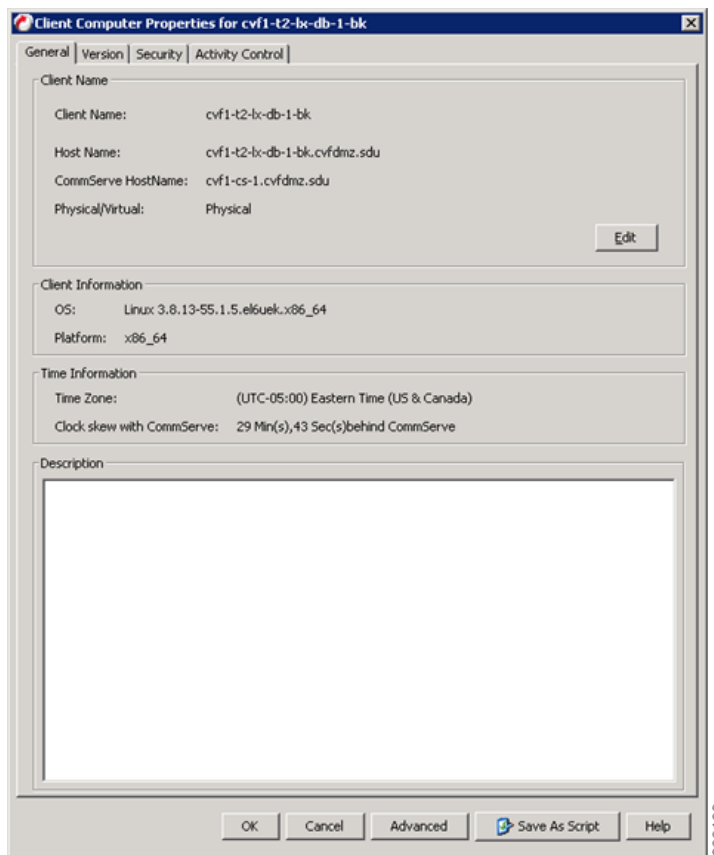 Client Computer Properties for cvf1-t2-lx-db-1-bk
General Version Security Activity Control
Client Name
Client Name: cvf1-t2-lx-db-1-bk
Host Name: cvf1-t2-lx-db-1-bk.cvfdmz.sdu
CommServe HostName: cvf1-cs-1.cvfdmz.sdu
Physical/Virtual: Physical
Edit
Client Information
OS: Linux 3.8.13-55.1.5.el6uek.x86_64
Platform: x86_64
Time Information
Time Zone: (UTC-05:00) Eastern Time (US & Canada)
Clock skew with CommServe: 29 Min(s),43 Sec(s)behind CommServe
Description
OK Cancel Advanced Save As Script Help